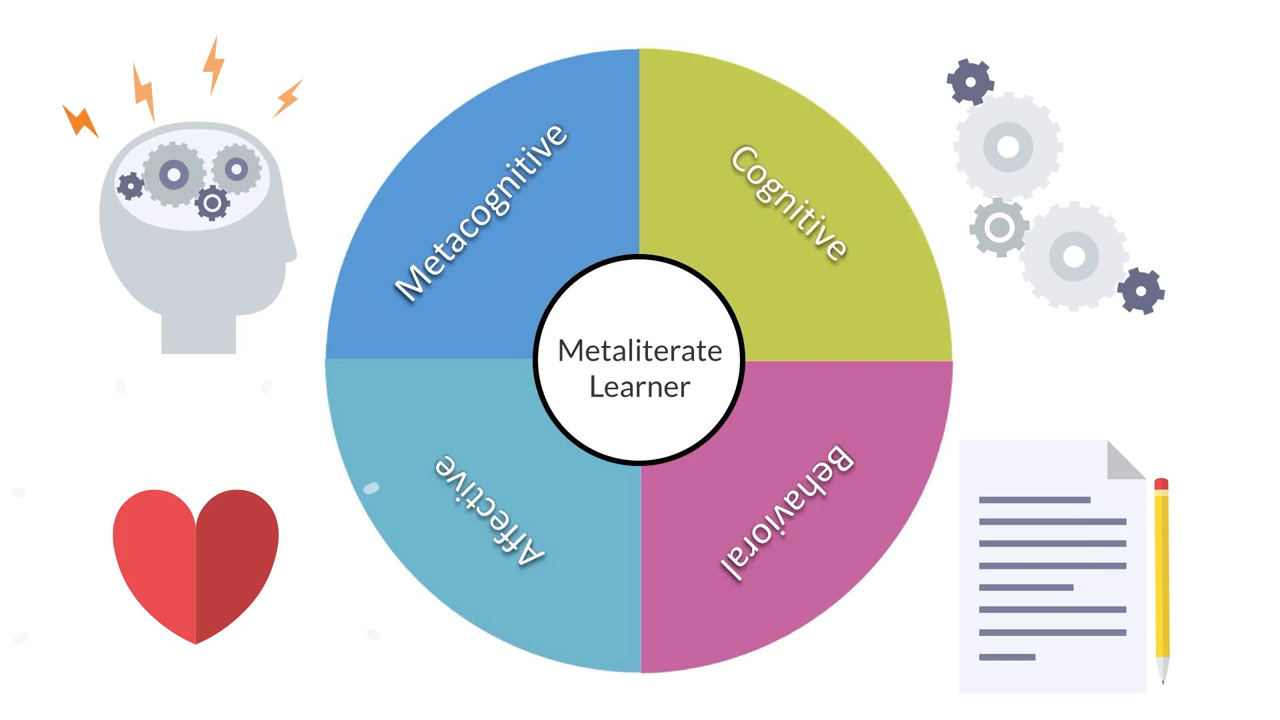 Metacognitive
Cognitive
Metaliterate
Learner
Affective
Behavioral